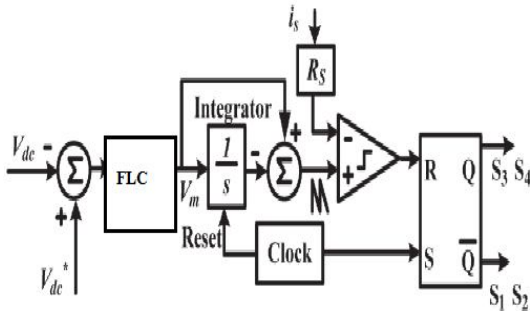 i_s
R_S
Integrator
+
-
V_dc
-
Σ
FLC
V_m
1
s
-
Σ
+
-
+
R
Q
S_3 S_4
+
V_dc*
Reset
Clock
S
Q̅
S_1 S_2